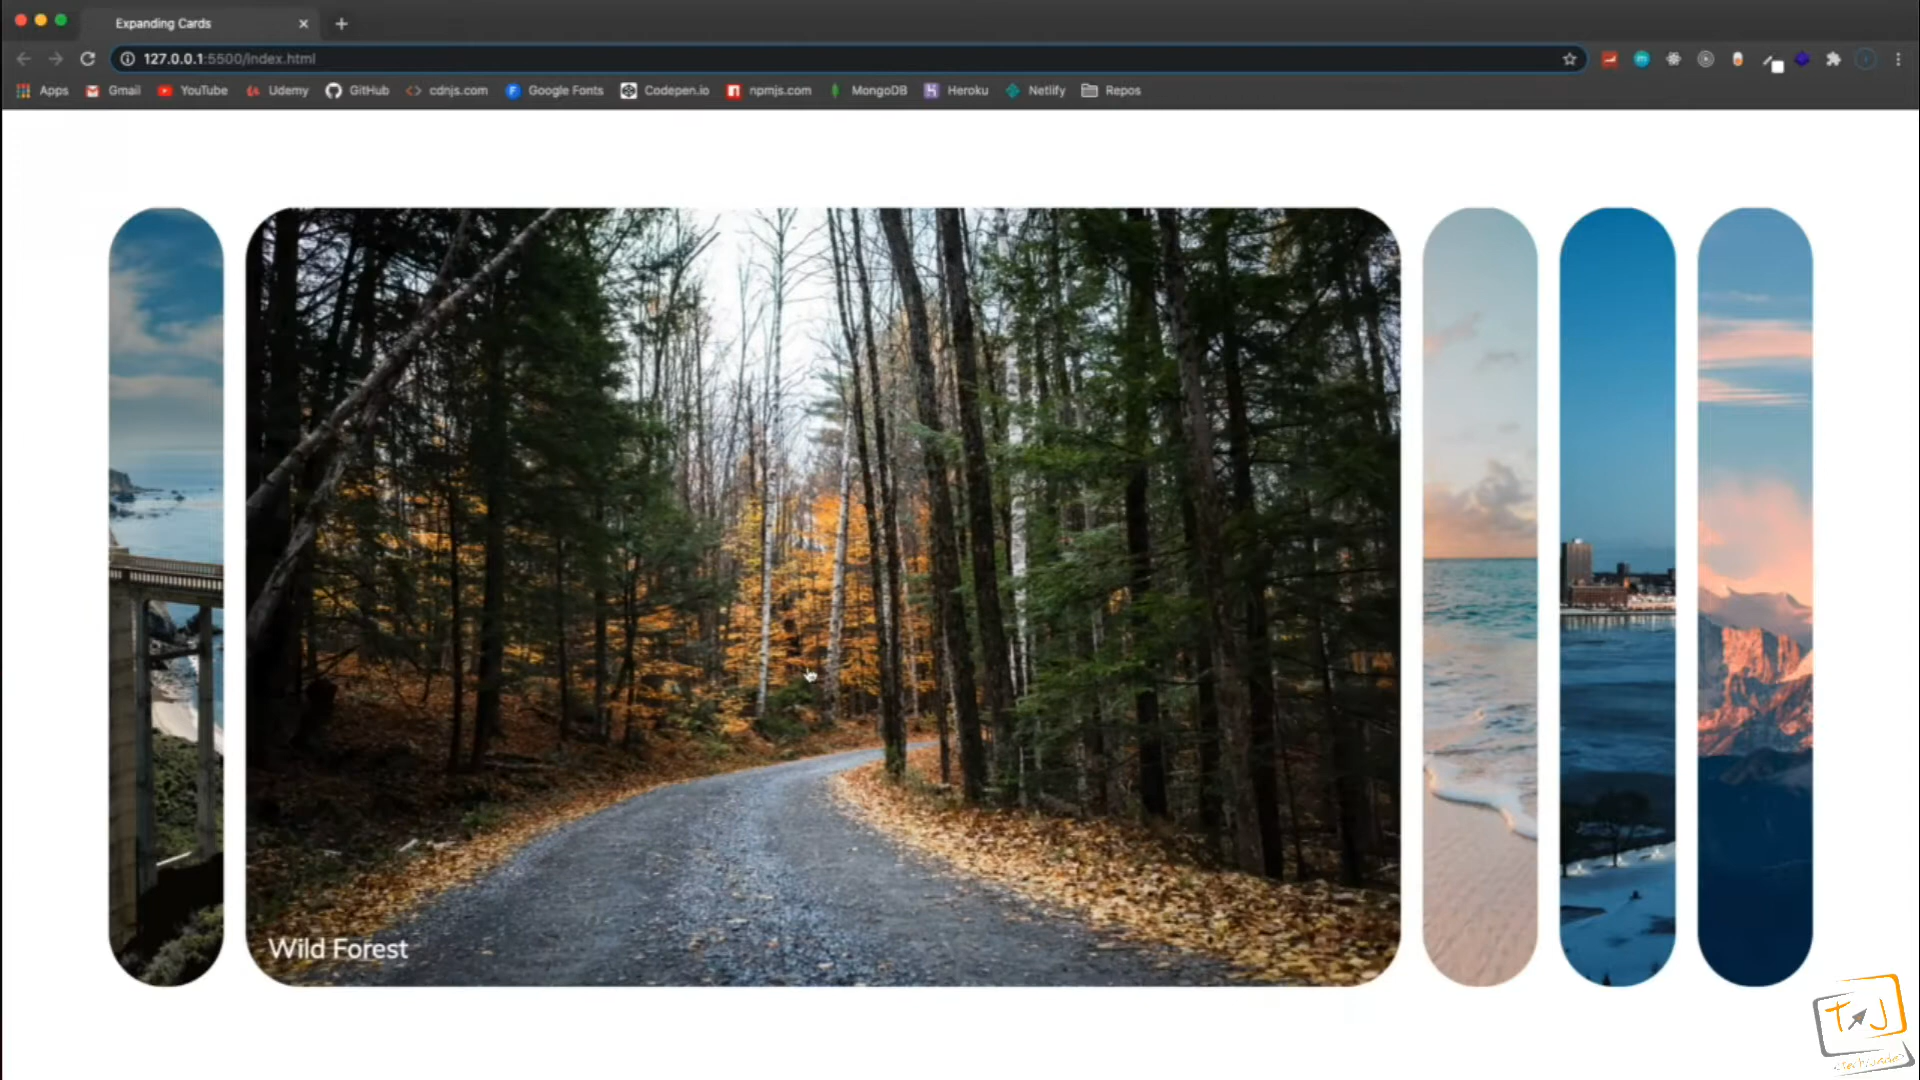 Expanding Cards
127.0.0.1:5500/index.html
Apps Gmail YouTube Udemy GitHub cdnjs.com Google Fonts Codepen.io npmjs.com MongoDB Heroku Netlify Repos
Wild Forest
TJ